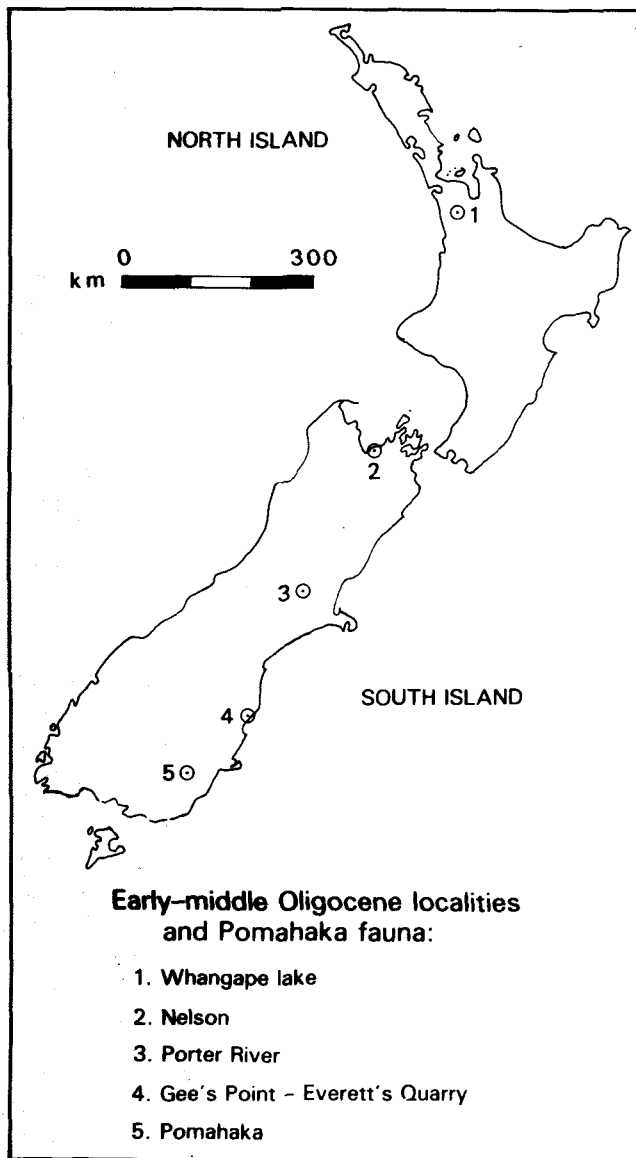 NORTH ISLAND
1
0 300
km
2
3
SOUTH ISLAND
4
5
Early–middle Oligocene localities
and Pomahaka fauna:
1. Whangape lake
2. Nelson
3. Porter River
4. Gee's Point – Everett's Quarry
5. Pomahaka